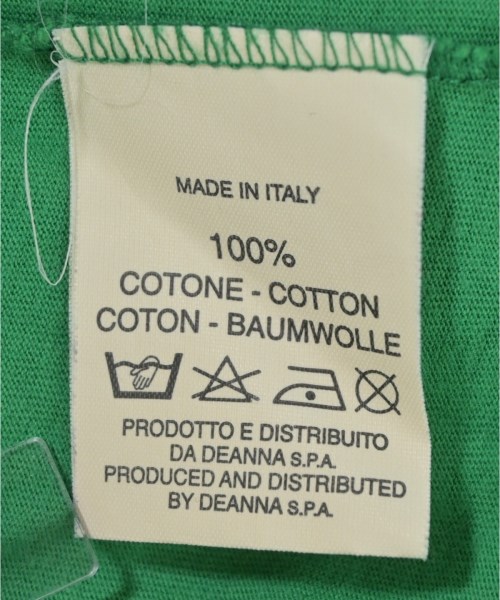 MADE IN ITALY
100%
COTONE - COTTON
COTON - BAUMWOLLE
PRODOTTO E DISTRIBUITO
DA DEANNA S.P.A.
PRODUCED AND DISTRIBUTED
BY DEANNA S.P.A.